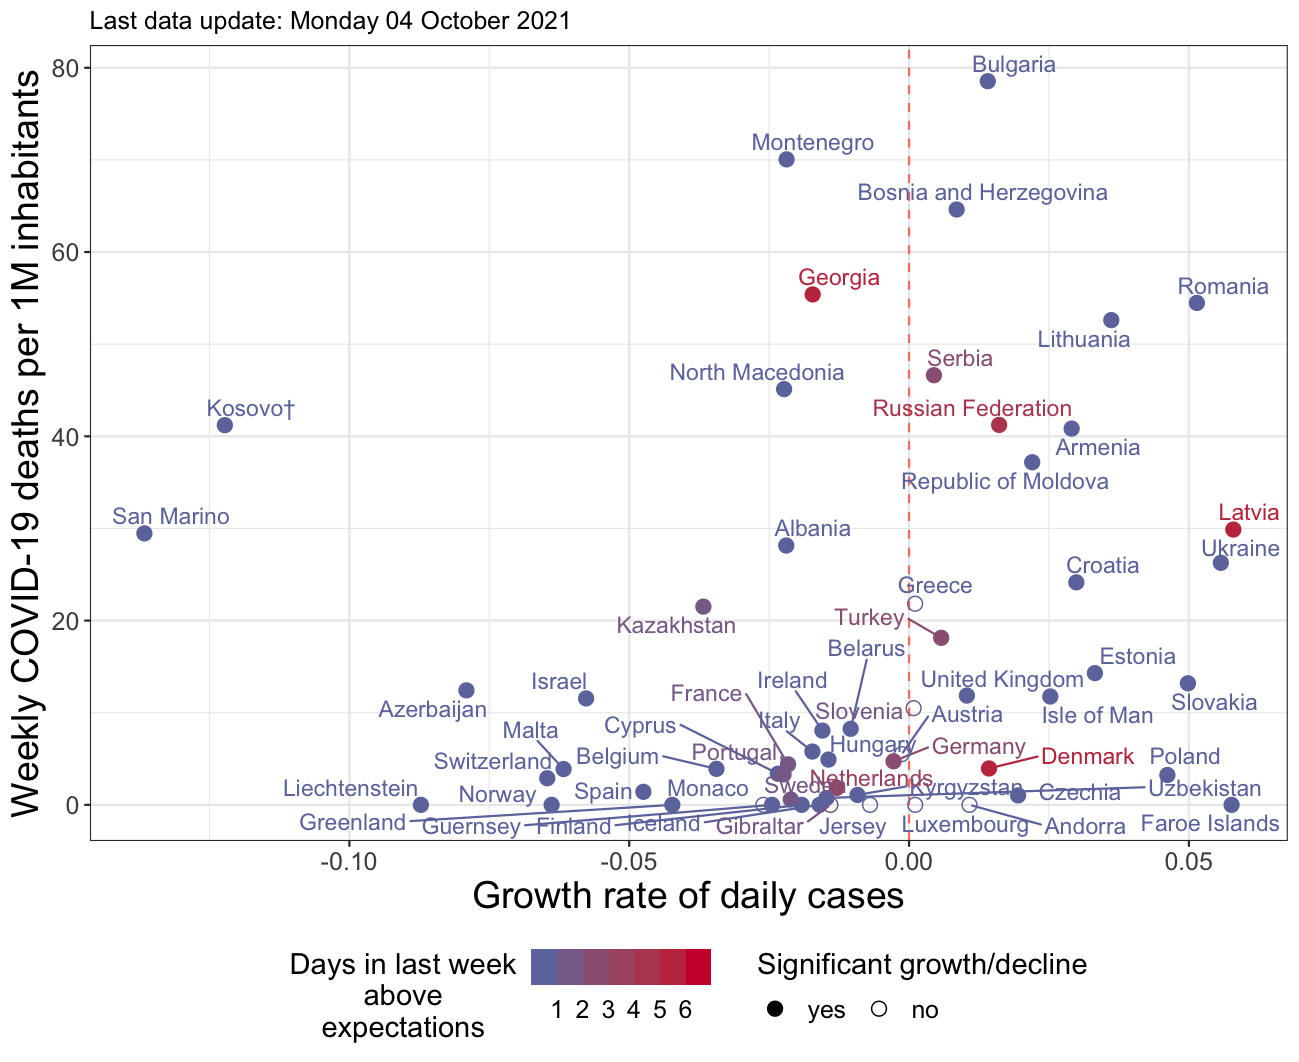 Last data update: Monday 04 October 2021
Weekly COVID-19 deaths per 1M inhabitants
80
60
40
20
0
Bulgaria
Montenegro
Bosnia and Herzegovina
Georgia
Romania
Lithuania
Serbia
North Macedonia
Kosovo†
Russian Federation
Armenia
Republic of Moldova
San Marino
Latvia
Albania
Ukraine
Croatia
Greece
Turkey
Kazakhstan
Belarus
Estonia
Israel
Ireland
United Kingdom
France
Slovakia
Azerbaijan
Slovenia
Austria
Isle of Man
Malta
Cyprus
Italy
Hungary
Germany
Switzerland
Belgium
Portugal
Denmark
Poland
Netherlands
Liechtenstein
Norway
Spain
Monaco
Sweden
Kyrgyzstan
Czechia
Uzbekistan
Greenland
Guernsey
Finland
Iceland
Gibraltar
Jersey
Luxembourg
Andorra
Faroe Islands
-0.10
-0.05
0.00
0.05
Growth rate of daily cases
Days in last week
above
expectations
1 2 3 4 5 6
Significant growth/decline
yes
no